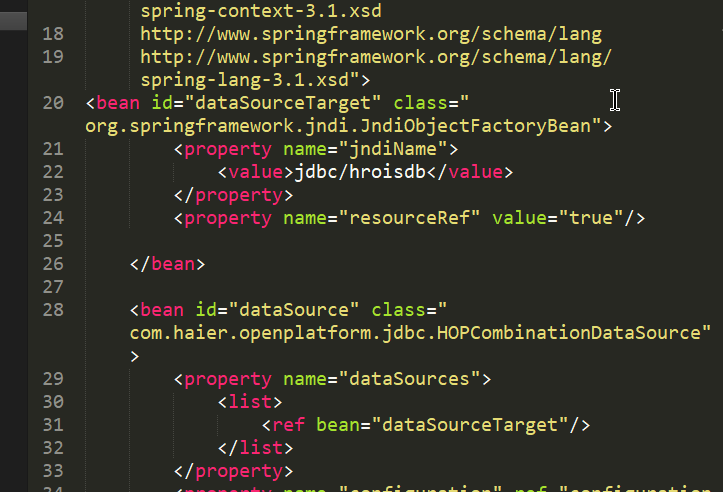 spring-context-3.1.xsd
18 http://www.springframework.org/schema/lang
19 http://www.springframework.org/schema/lang/
spring-lang-3.1.xsd">
20 <bean id="dataSourceTarget" class="
org.springframework.jndi.JndiObjectFactoryBean">
21 <property name="jndiName">
22 <value>jdbc/hroisdb</value>
23 </property>
24 <property name="resourceRef" value="true"/>
25
26 </bean>
27
28 <bean id="dataSource" class="
com.haier.openplatform.jdbc.HOPCombinationDataSource"
>
29 <property name="dataSources">
30 <list>
31 <ref bean="dataSourceTarget"/>
32 </list>
33 </property>
34 <property name="configuration" ref="configuration